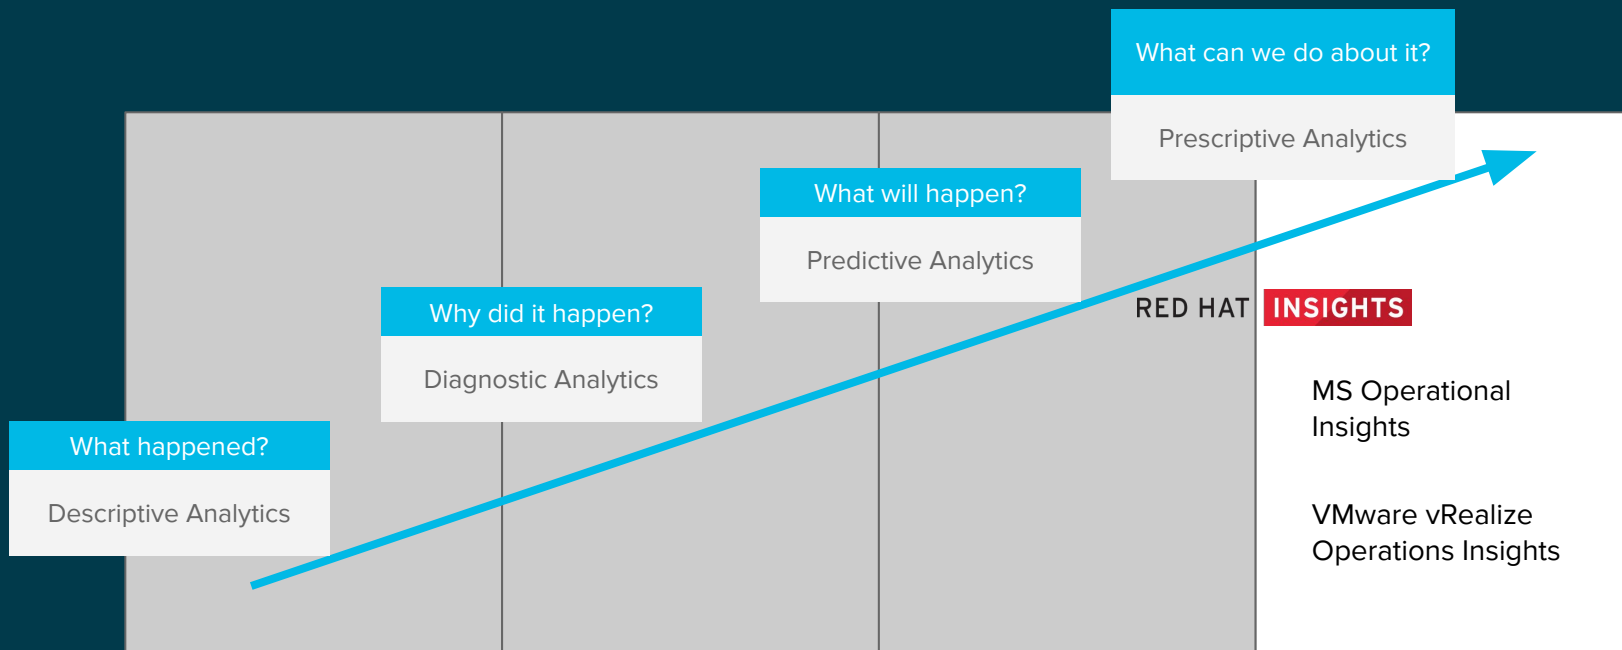 What can we do about it?
Prescriptive Analytics
What will happen?
Predictive Analytics
Why did it happen?
Diagnostic Analytics
What happened?
Descriptive Analytics
RED HAT INSIGHTS
MS Operational
Insights
VMware vRealize
Operations Insights